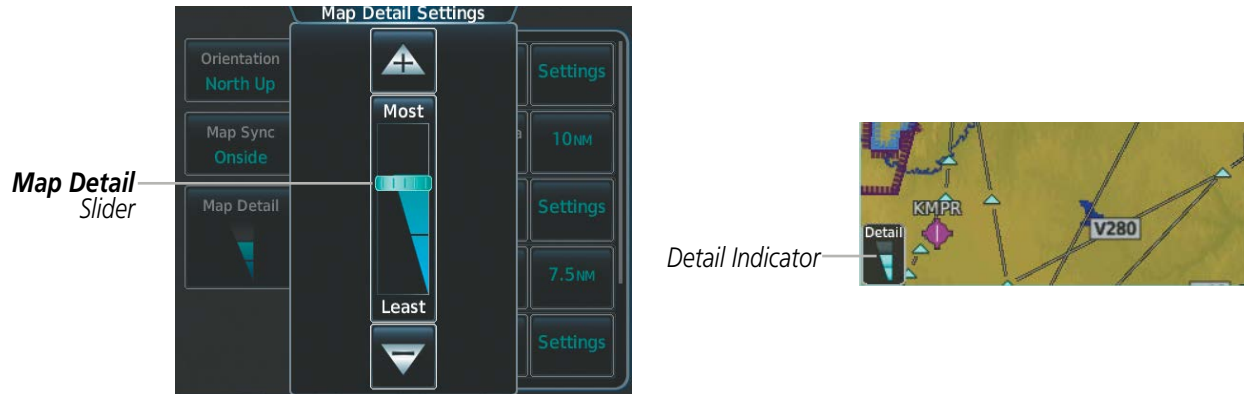 Map Detail Settings
Orientation
North Up
Map Sync
Onside
Map Detail
Most
Least
Settings
a
10NM
Settings
7.5NM
Settings
Map Detail
Slider
KMPR
V280
Detail
Detail Indicator